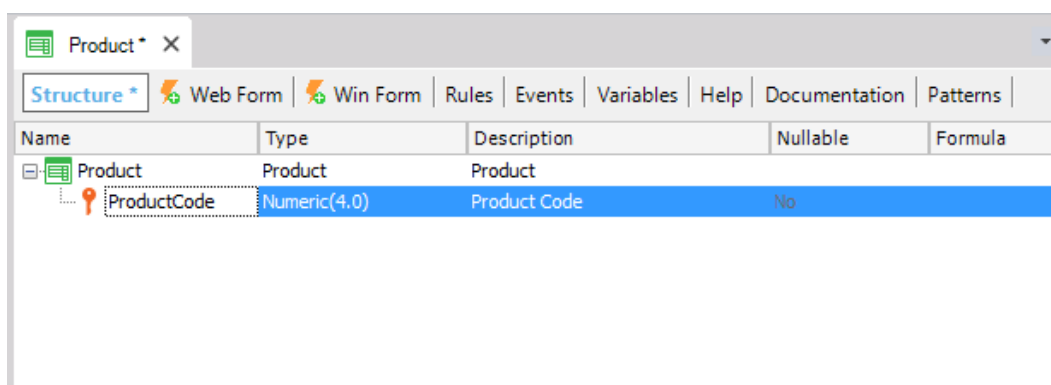 Product *
Structure * Web Form Win Form Rules Events Variables Help Documentation Patterns
Name Type Description Nullable Formula
Product Product Product
ProductCode Numeric(4.0) Product Code No